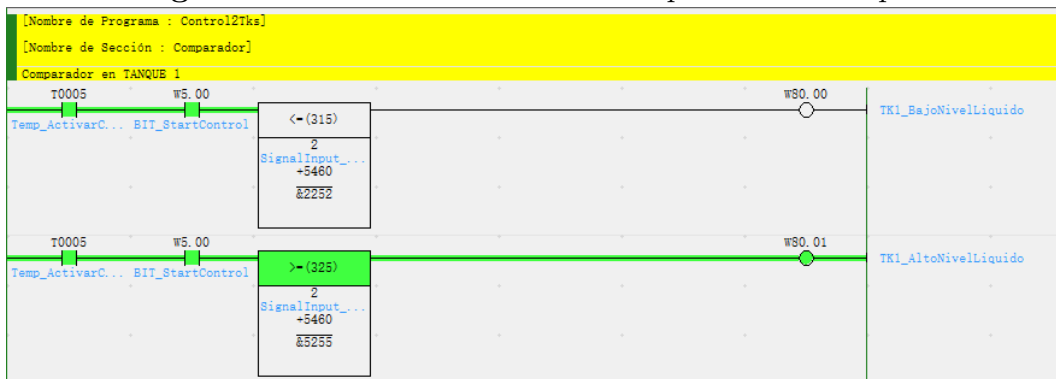 [Nombre de Programa : Control2Tks]
[Nombre de Sección : Comparador]
Comparador en TANQUE 1
T0005 W5.00 W80.00
Temp_ActivarC... BIT_StartControl <=(315) TK1_BajoNivelLiquido
2
SignalInput_...
+5460
&2252
T0005 W5.00 W80.01
Temp_ActivarC... BIT_StartControl >=(325) TK1_AltoNivelLiquido
2
SignalInput_...
+5460
&5255